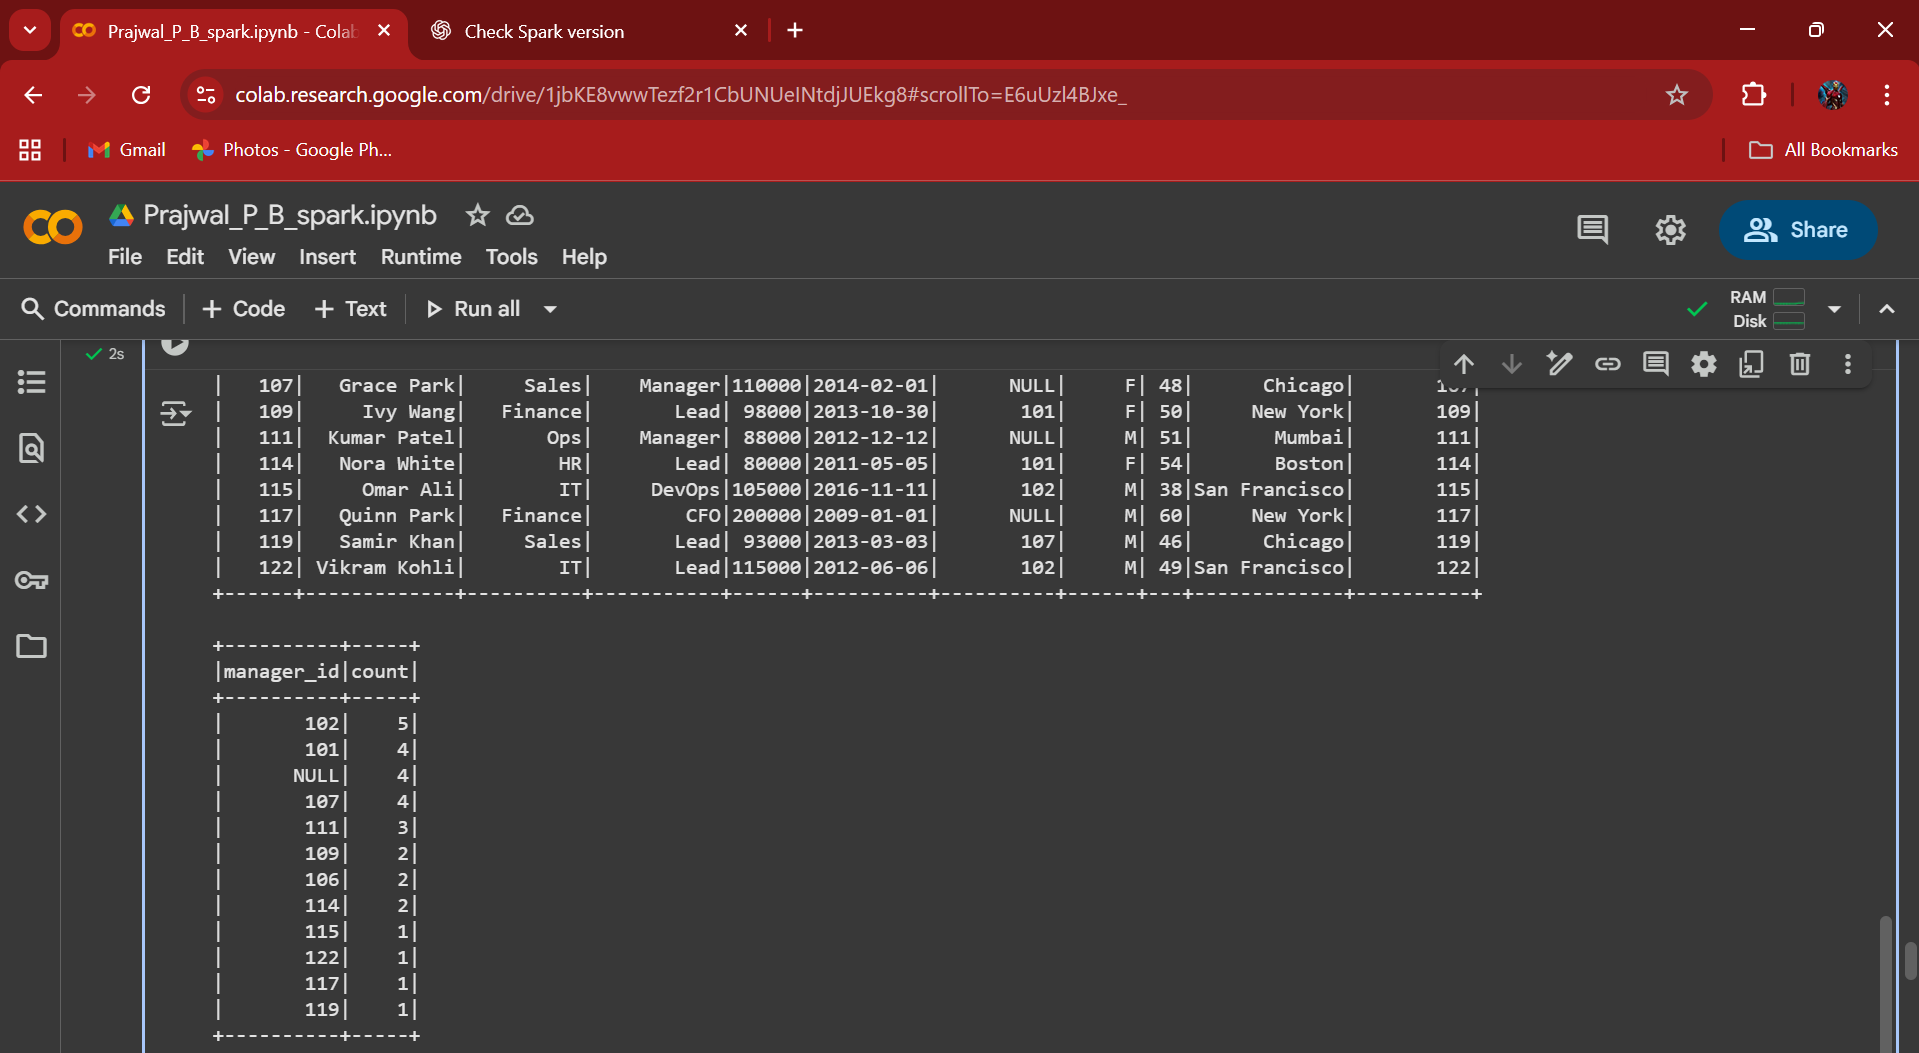 Prajwal_P_B_spark.ipynb - Colab
Check Spark version
colab.research.google.com/drive/1jbKE8vwwTezf2r1CbUNUeINtdjJUEkg8#scrollTo=E6uUzl4BJxe_
Gmail
Photos - Google Ph...
All Bookmarks
Prajwal_P_B_spark.ipynb
File Edit View Insert Runtime Tools Help
Share
Commands + Code + Text Run all
RAM
Disk
2s
| 107| Grace Park| Sales| Manager|110000|2014-02-01| NULL| F| 48| Chicago| 107|
| 109| Ivy Wang| Finance| Lead| 98000|2013-10-30| 101| F| 50| New York| 109|
| 111| Kumar Patel| Ops| Manager| 88000|2012-12-12| NULL| M| 51| Mumbai| 111|
| 114| Nora White| HR| Lead| 80000|2011-05-05| 101| F| 54| Boston| 114|
| 115| Omar Ali| IT| DevOps|105000|2016-11-11| 102| M| 38|San Francisco| 115|
| 117| Quinn Park| Finance| CFO|200000|2009-01-01| NULL| M| 60| New York| 117|
| 119| Samir Khan| Sales| Lead| 93000|2013-03-03| 107| M| 46| Chicago| 119|
| 122| Vikram Kohli| IT| Lead|115000|2012-06-06| 102| M| 49|San Francisco| 122|
+------+-------------+----------+-----------+------+----------+----------+------+---+-------------+----------+
+----------+-----+
|manager_id|count|
+----------+-----+
| 102| 5|
| 101| 4|
| NULL| 4|
| 107| 4|
| 111| 3|
| 109| 2|
| 106| 2|
| 114| 2|
| 115| 1|
| 122| 1|
| 117| 1|
| 119| 1|
+----------+-----+